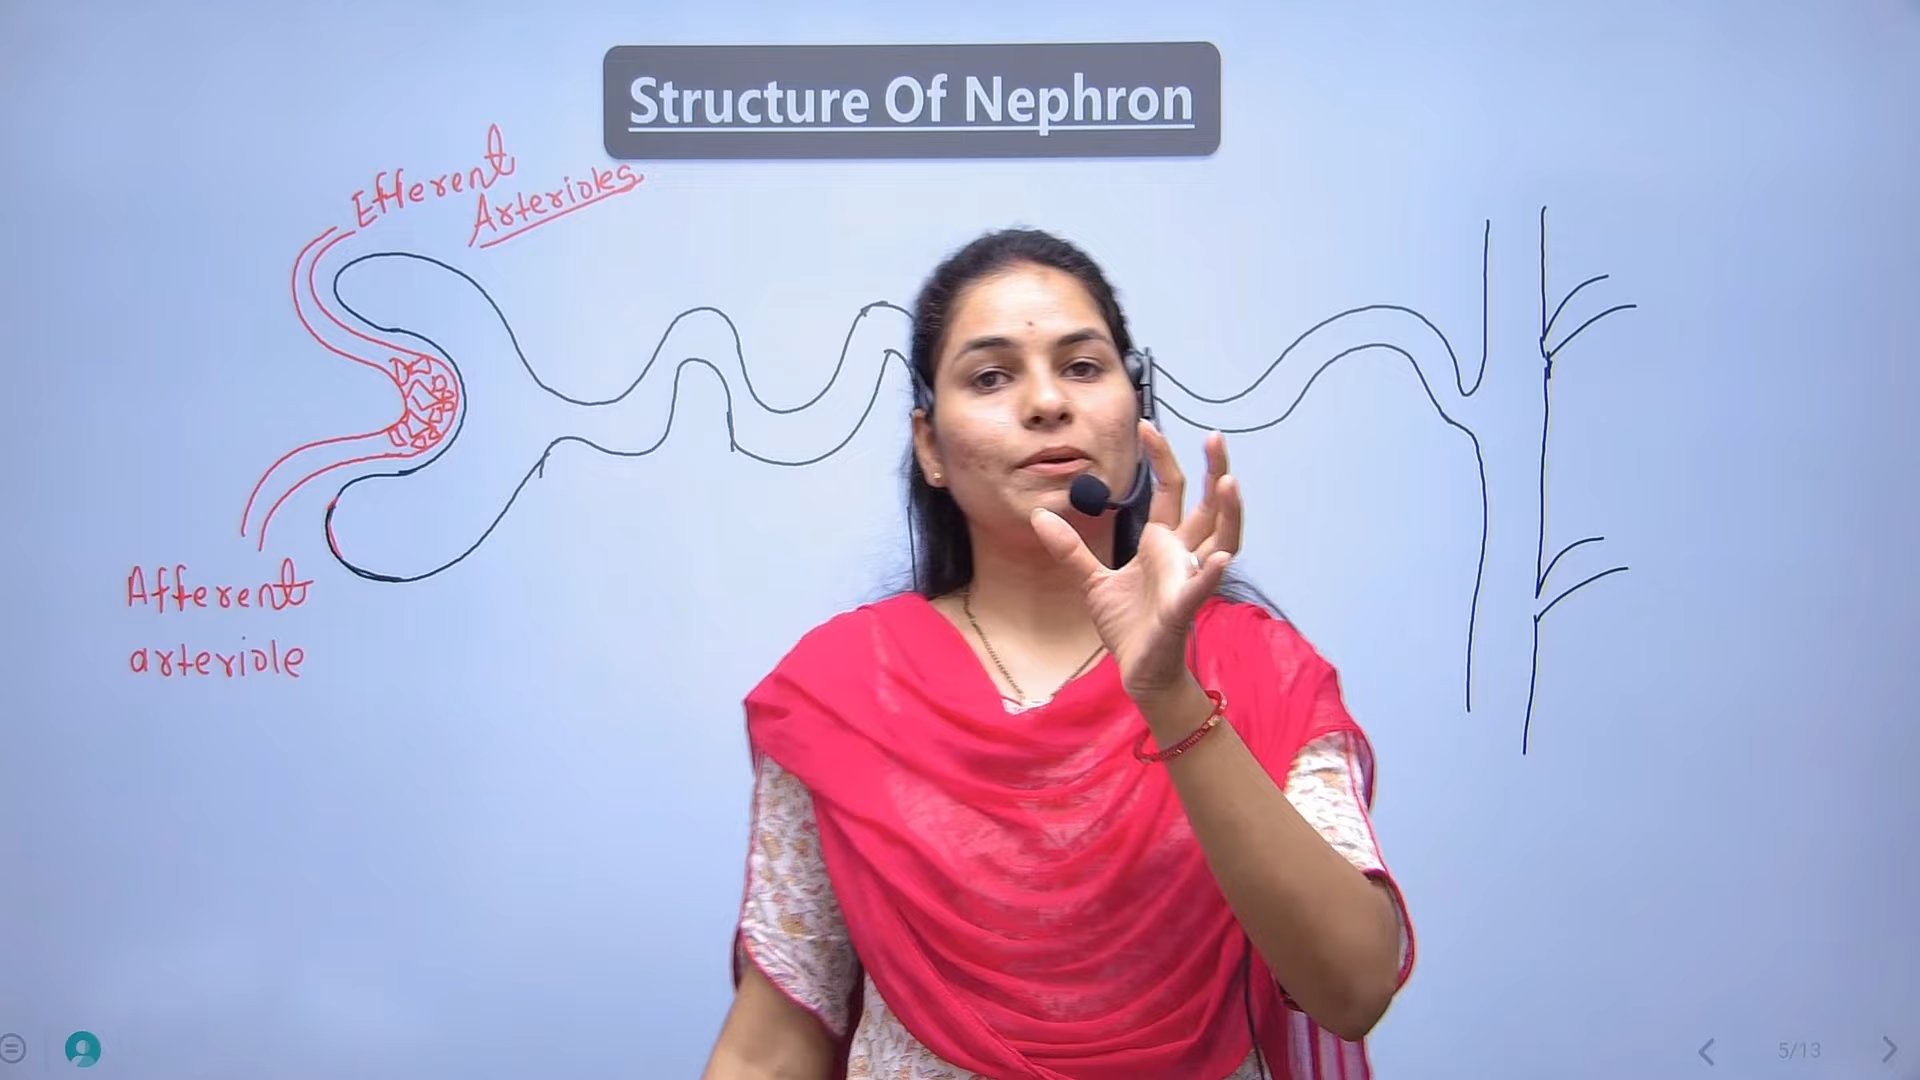 Structure Of Nephron
Efferent
Arterioles
Afferent
arteriole
5/13